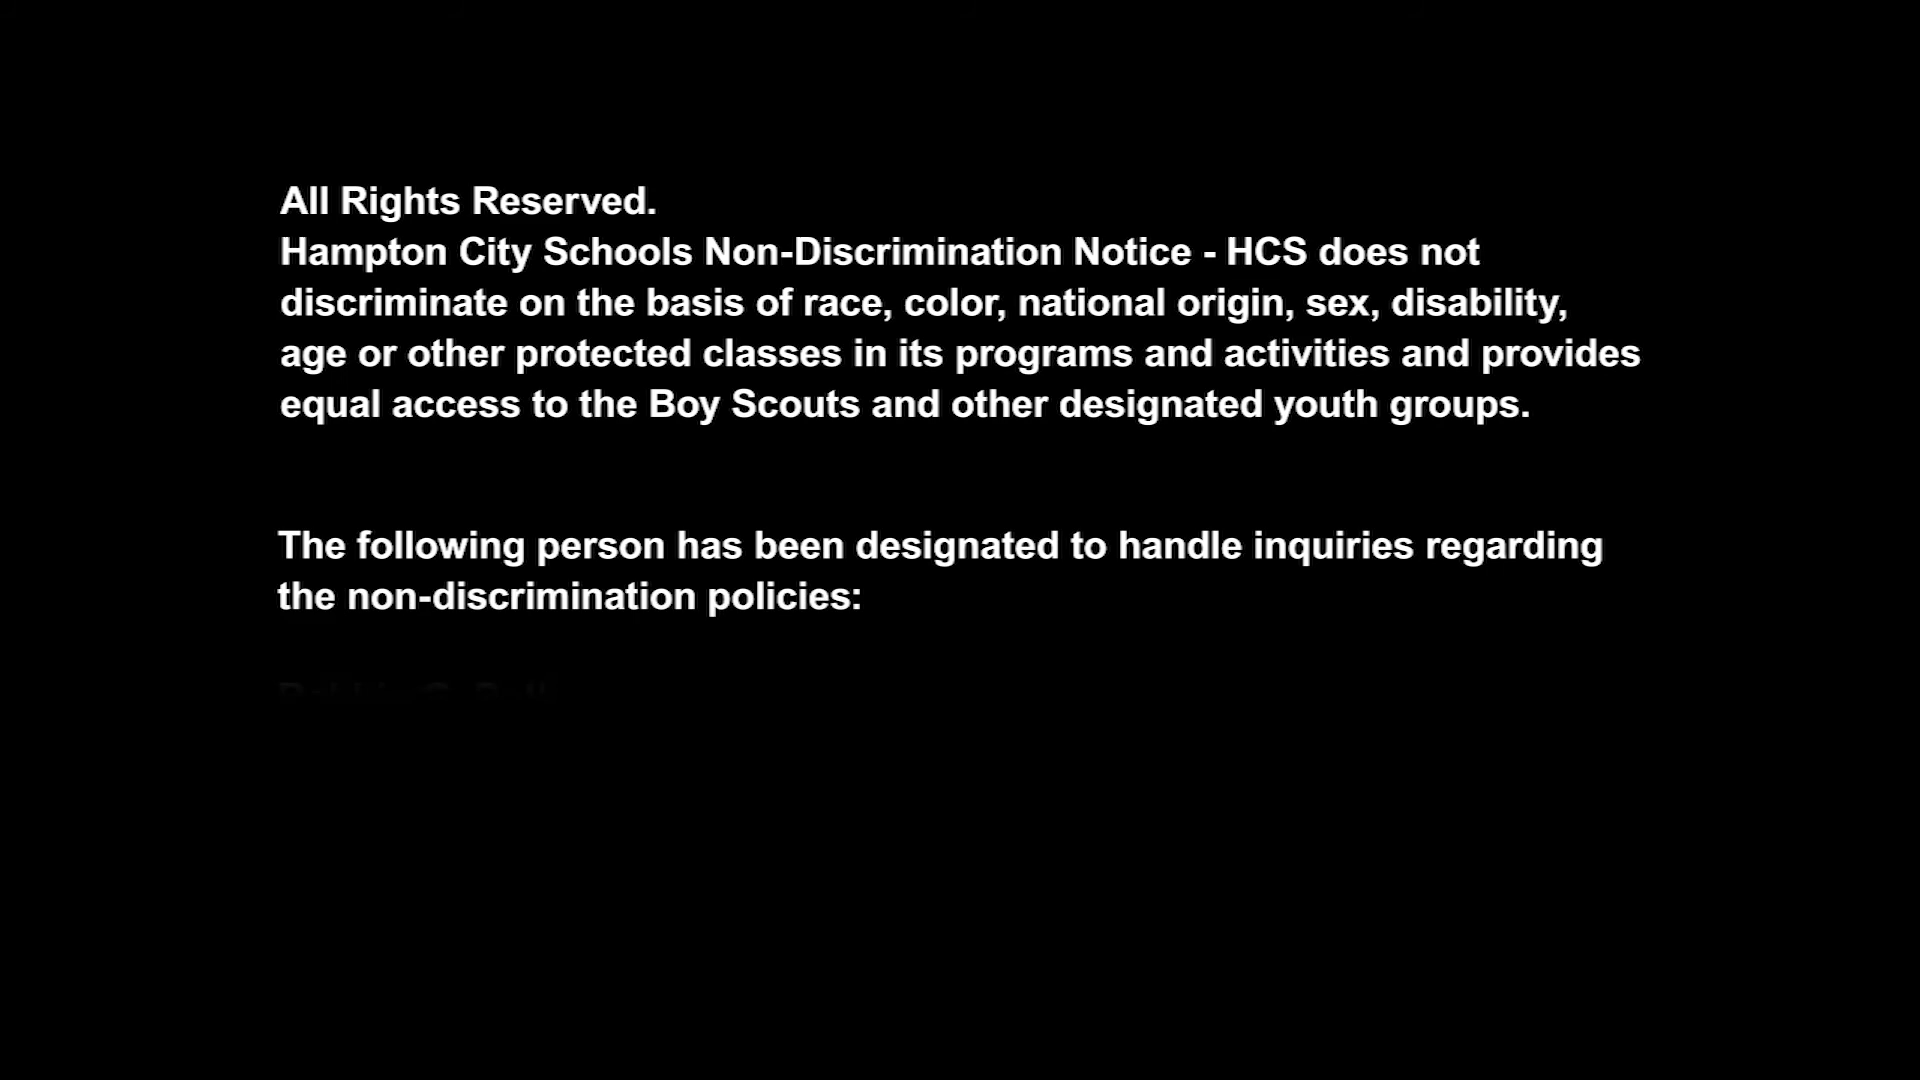 All Rights Reserved.
Hampton City Schools Non-Discrimination Notice - HCS does not
discriminate on the basis of race, color, national origin, sex, disability,
age or other protected classes in its programs and activities and provides
equal access to the Boy Scouts and other designated youth groups.
The following person has been designated to handle inquiries regarding
the non-discrimination policies: